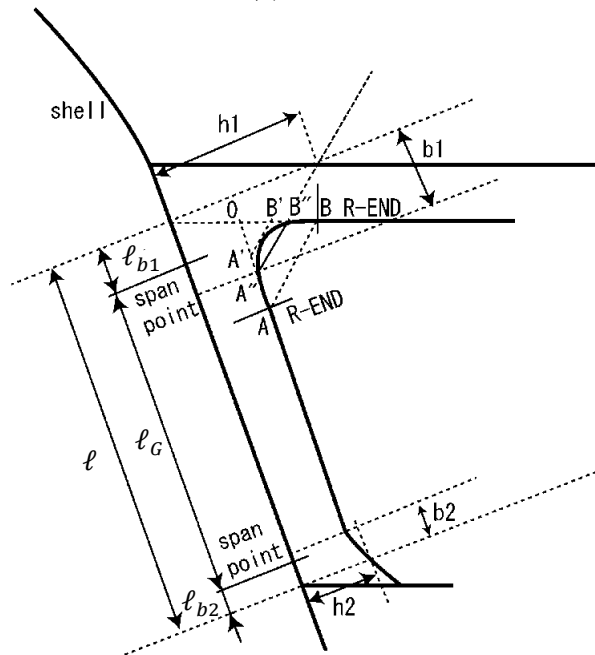 shell
h1
b1
O B' B" B R-END
ℓb1
A'
A"
span
point
A R-END
ℓ
ℓG
b2
span
point
ℓb2
h2